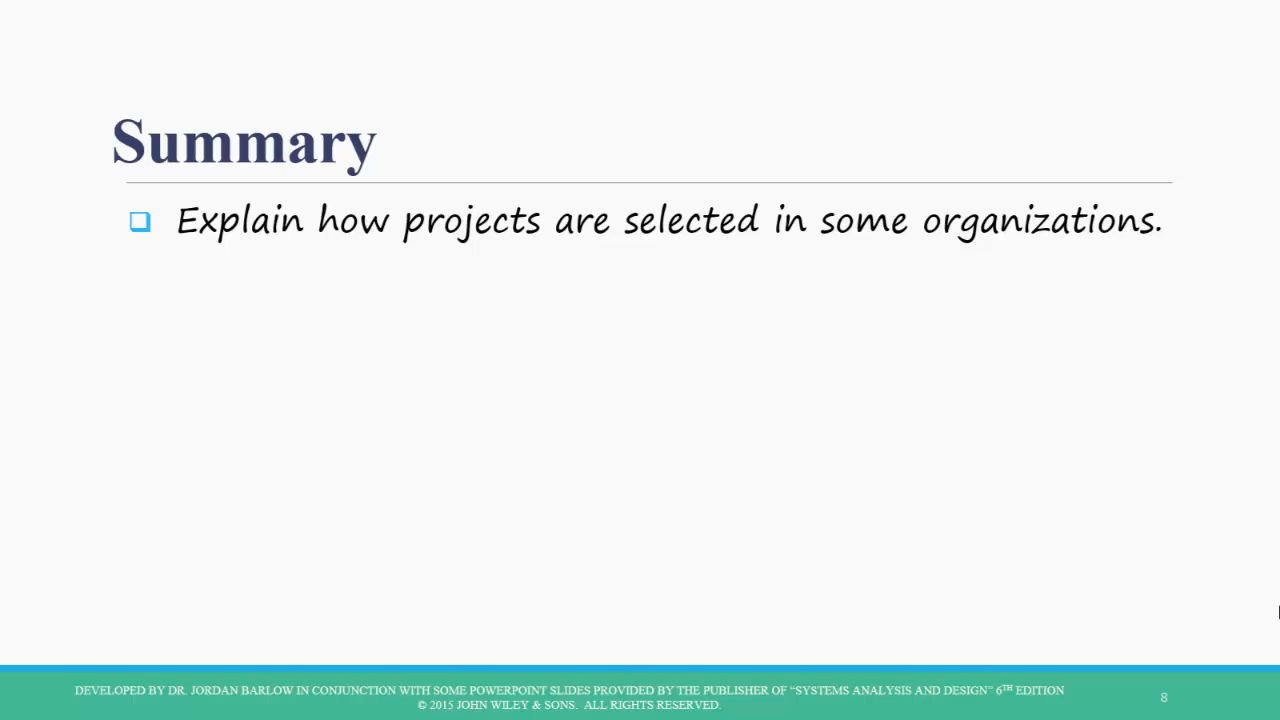 Summary
Explain how projects are selected in some organizations.
DEVELOPED BY DR. JORDAN BARLOW IN CONJUNCTION WITH SOME POWERPOINT SLIDES PROVIDED BY THE PUBLISHER OF “SYSTEMS ANALYSIS AND DESIGN” 6TH EDITION
© 2015 JOHN WILEY & SONS. ALL RIGHTS RESERVED.
8